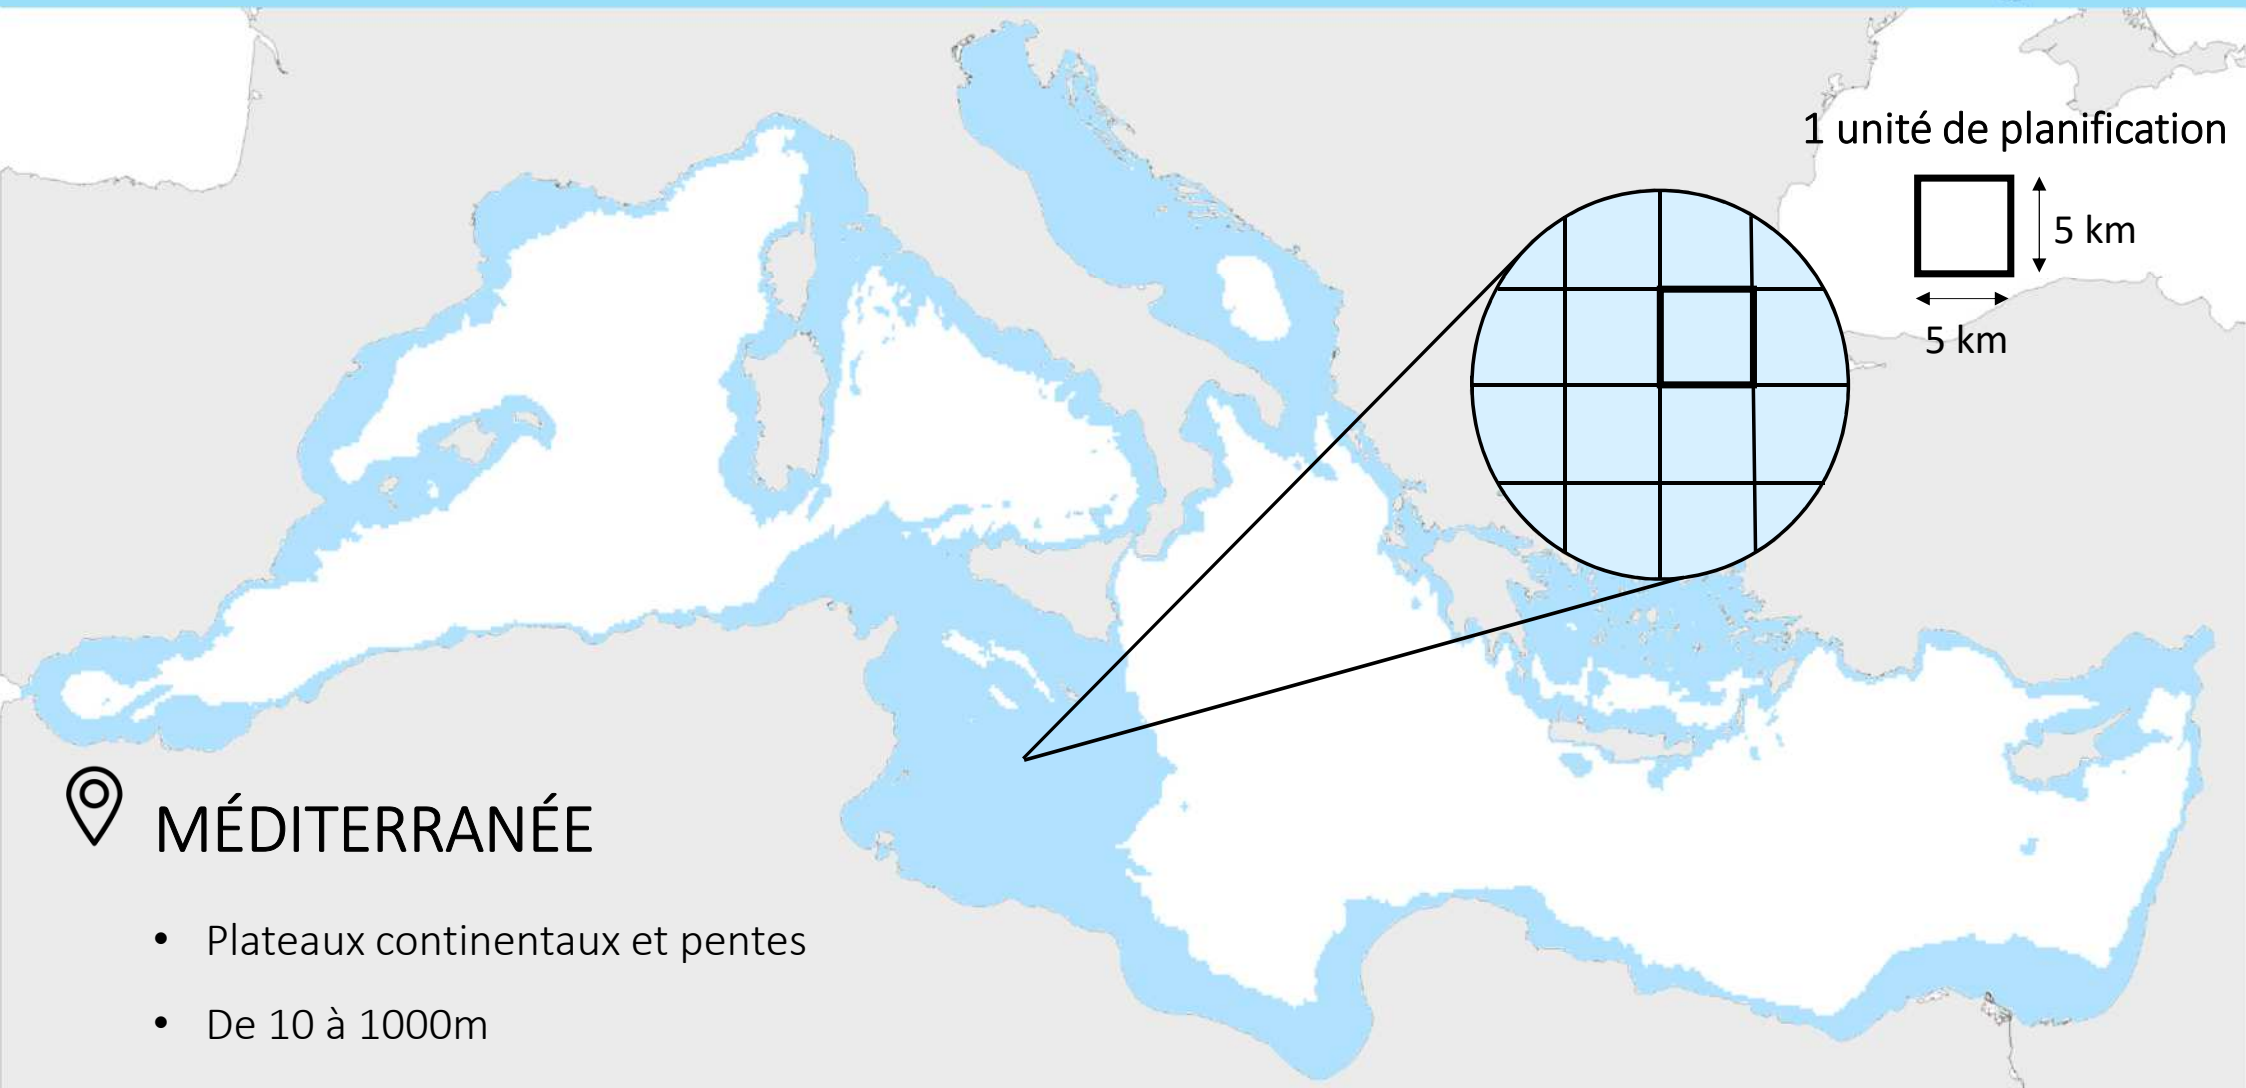 1 unité de planification
5 km
5 km
MÉDITERRANÉE
• Plateaux continentaux et pentes
• De 10 à 1000m